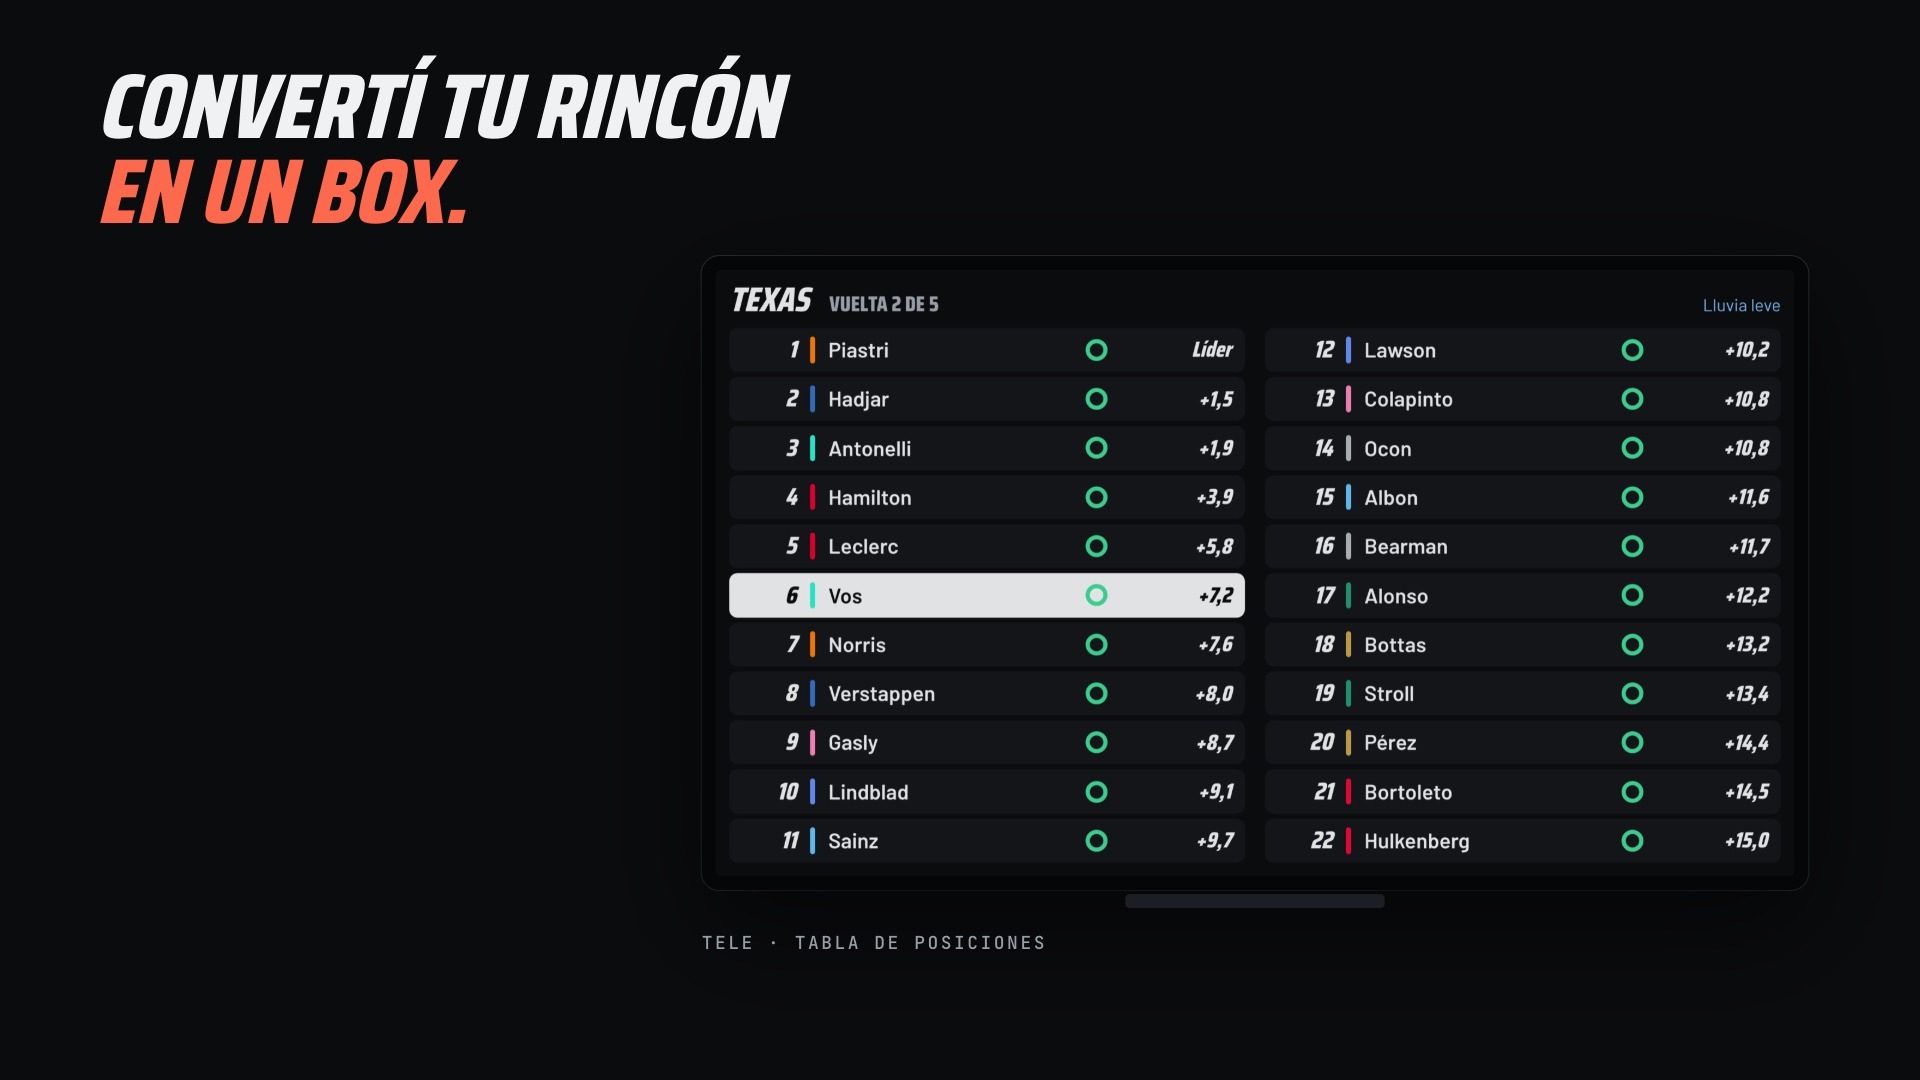 CONVERTÍ TU RINCÓN
EN UN BOX.
TEXAS VUELTA 2 DE 5 Lluvia leve
1 Piastri Líder
2 Hadjar +1,5
3 Antonelli +1,9
4 Hamilton +3,9
5 Leclerc +5,8
6 Vos +7,2
7 Norris +7,6
8 Verstappen +8,0
9 Gasly +8,7
10 Lindblad +9,1
11 Sainz +9,7
12 Lawson +10,2
13 Colapinto +10,8
14 Ocon +10,8
15 Albon +11,6
16 Bearman +11,7
17 Alonso +12,2
18 Bottas +13,2
19 Stroll +13,4
20 Pérez +14,4
21 Bortoleto +14,5
22 Hulkenberg +15,0
TELE · TABLA DE POSICIONES